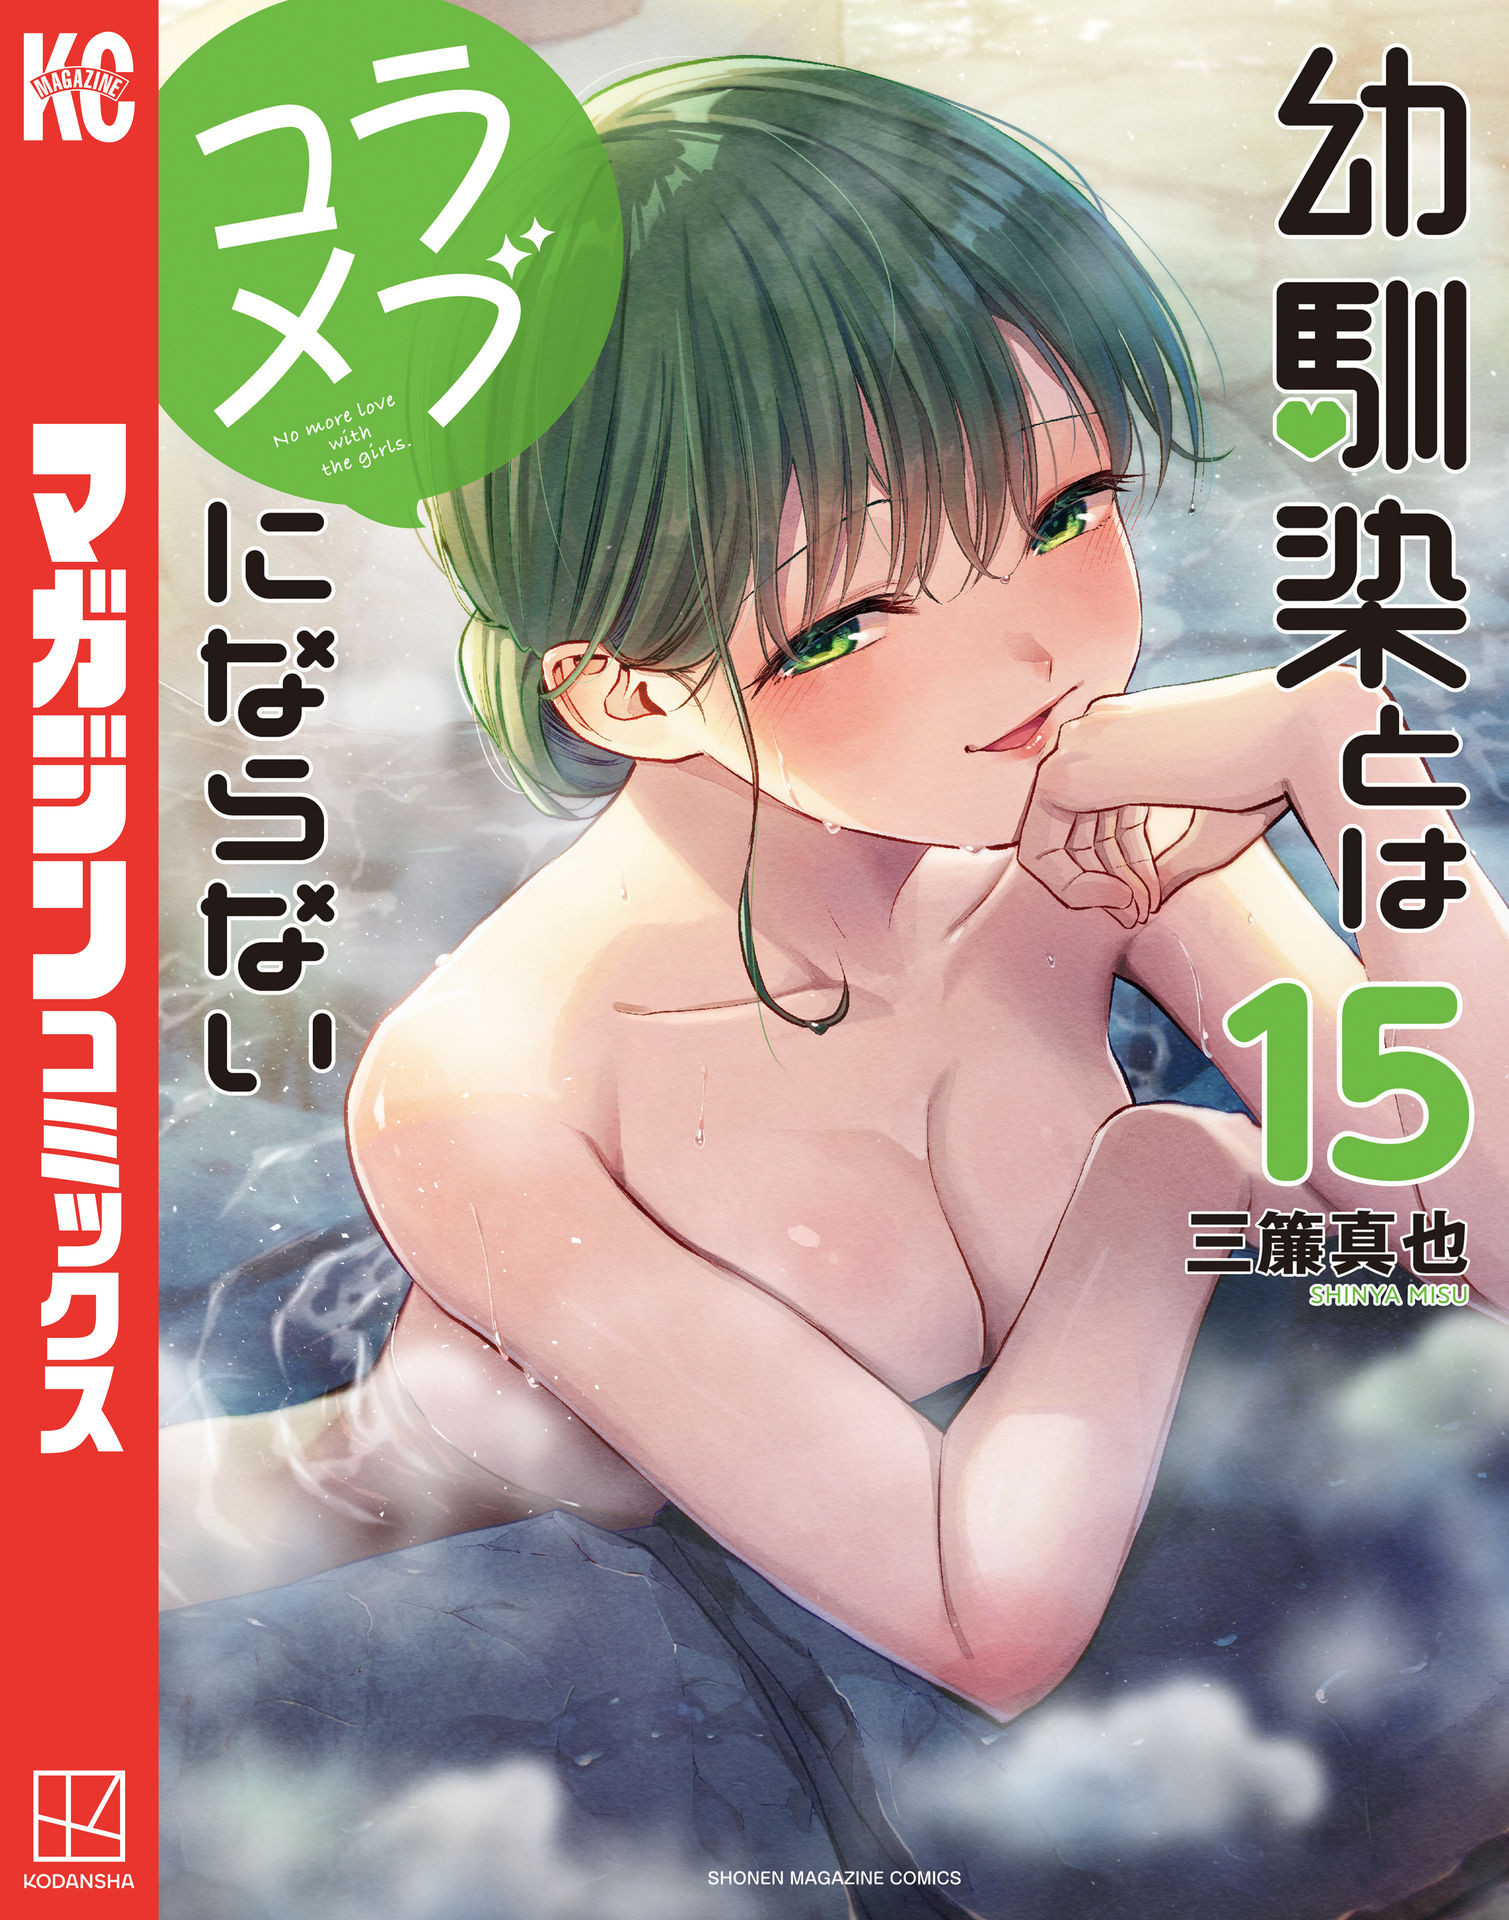 KC
MAGAZINE
マガジンコミックス
KODANSHA
幼馴染とは
ラブ
コメ
No more love
with
the girls.
にならない
15
三簾真也
SHINYA MISU
SHONEN MAGAZINE COMICS